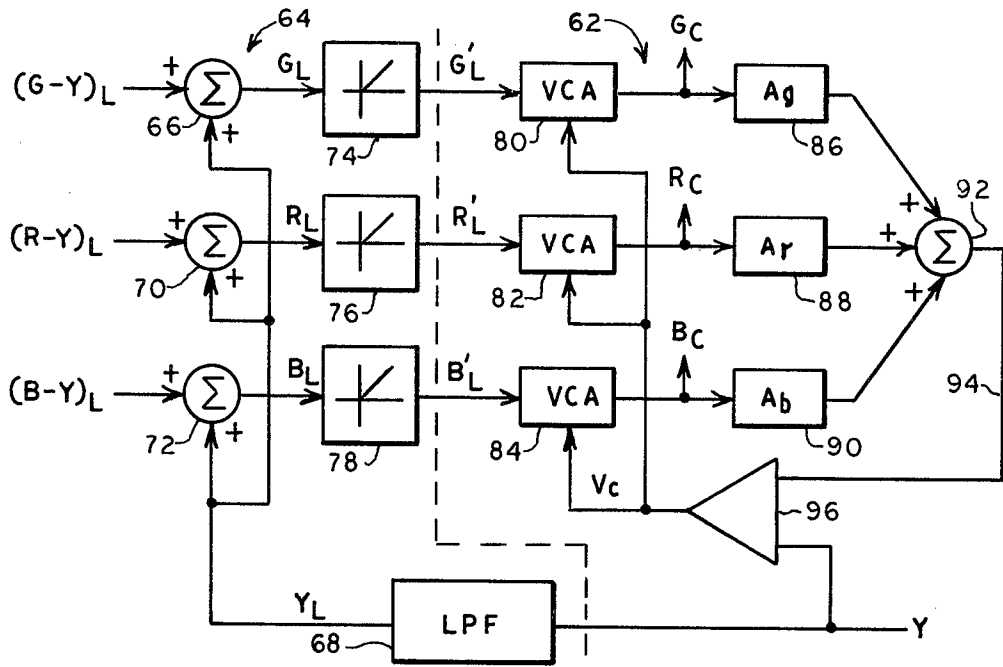 64
62
G_C
(G-Y)_L + Σ G_L G'_L VCA Ag
66 + 74 80 86
R_C 92
(R-Y)_L + Σ R_L R'_L VCA Ar + + Σ
70 + 76 82 88 +
B_C
(B-Y)_L + Σ B_L B'_L VCA Ab 94
72 + 78 84 90
Vc 96
Y_L LPF Y
68